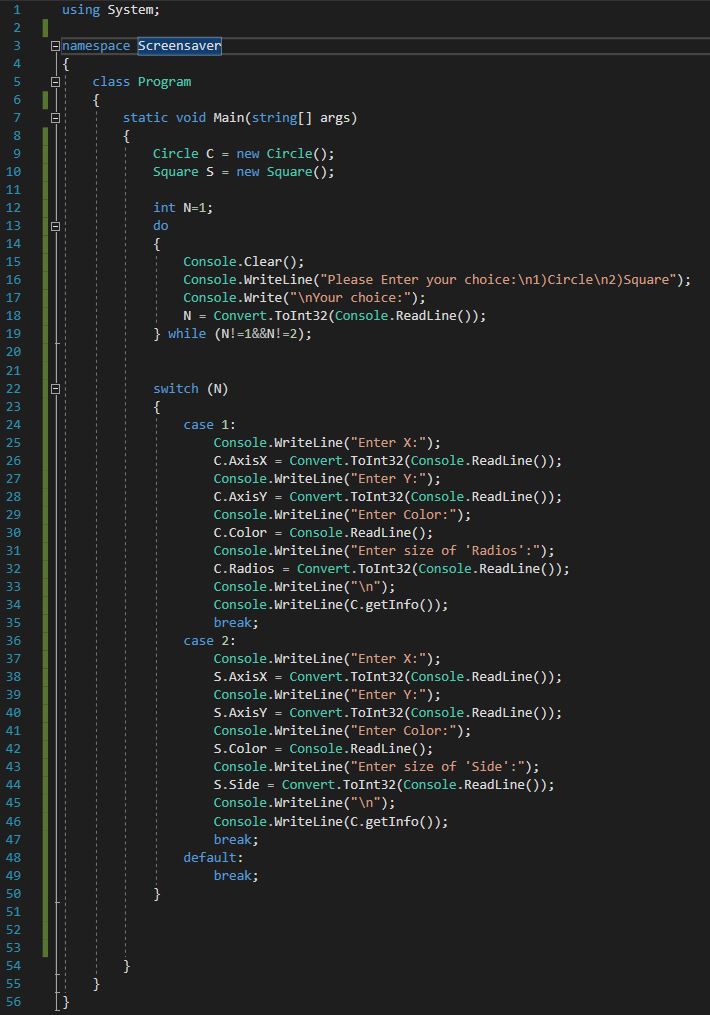 1 using System;
2
3 namespace Screensaver
4 {
5 class Program
6 {
7 static void Main(string[] args)
8 {
9 Circle C = new Circle();
10 Square S = new Square();
11
12 int N=1;
13 do
14 {
15 Console.Clear();
16 Console.WriteLine("Please Enter your choice:\n1)Circle\n2)Square");
17 Console.Write("\nYour choice:");
18 N = Convert.ToInt32(Console.ReadLine());
19 } while (N!=1&&N!=2);
20
21
22 switch (N)
23 {
24 case 1:
25 Console.WriteLine("Enter X:");
26 C.AxisX = Convert.ToInt32(Console.ReadLine());
27 Console.WriteLine("Enter Y:");
28 C.AxisY = Convert.ToInt32(Console.ReadLine());
29 Console.WriteLine("Enter Color:");
30 C.Color = Console.ReadLine();
31 Console.WriteLine("Enter size of 'Radios':");
32 C.Radios = Convert.ToInt32(Console.ReadLine());
33 Console.WriteLine("\n");
34 Console.WriteLine(C.getInfo());
35 break;
36 case 2:
37 Console.WriteLine("Enter X:");
38 S.AxisX = Convert.ToInt32(Console.ReadLine());
39 Console.WriteLine("Enter Y:");
40 S.AxisY = Convert.ToInt32(Console.ReadLine());
41 Console.WriteLine("Enter Color:");
42 S.Color = Console.ReadLine();
43 Console.WriteLine("Enter size of 'Side':");
44 S.Side = Convert.ToInt32(Console.ReadLine());
45 Console.WriteLine("\n");
46 Console.WriteLine(C.getInfo());
47 break;
48 default:
49 break;
50 }
51
52
53
54 }
55 }
56 }